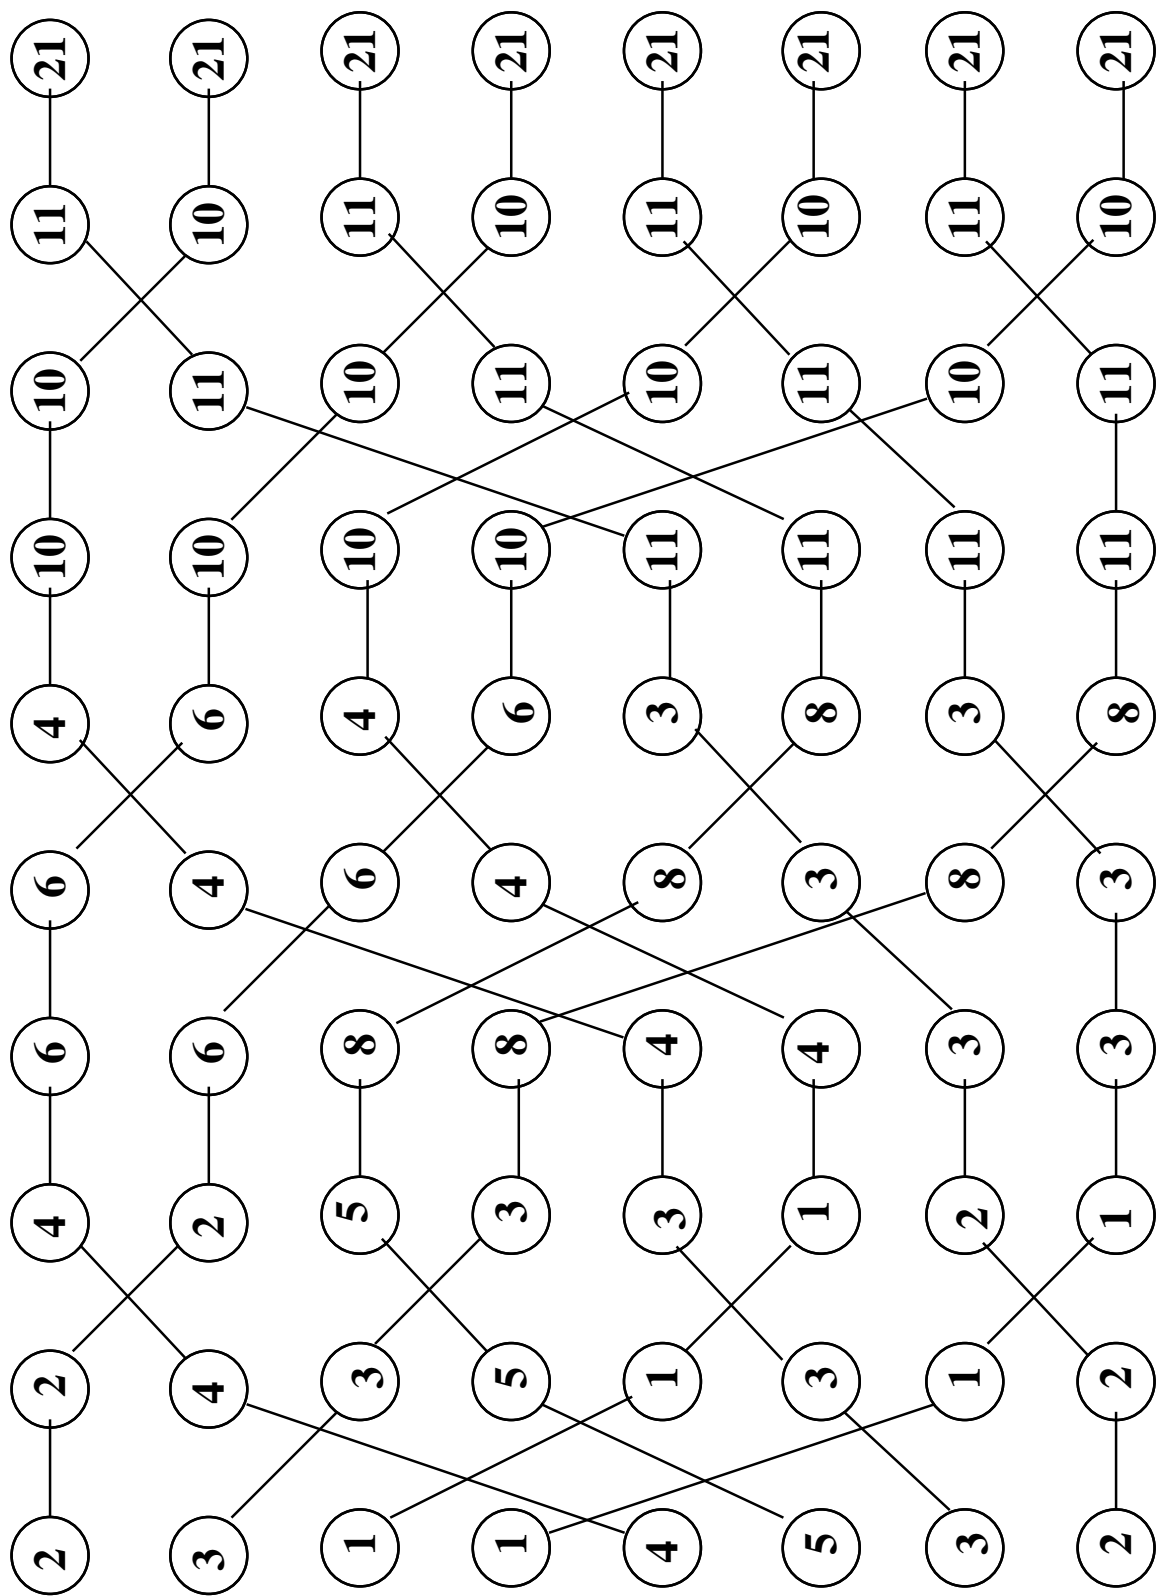 2 2 4 6 6 4 10 10 11 21
3 4 2 6 4 6 10 11 10 21
1 3 5 8 6 4 10 10 11 21
1 5 3 8 4 6 10 11 10 21
4 1 3 4 8 3 11 10 11 21
5 3 1 4 3 8 11 11 10 21
3 1 2 3 8 3 11 10 11 21
2 2 1 3 3 8 11 11 10 21